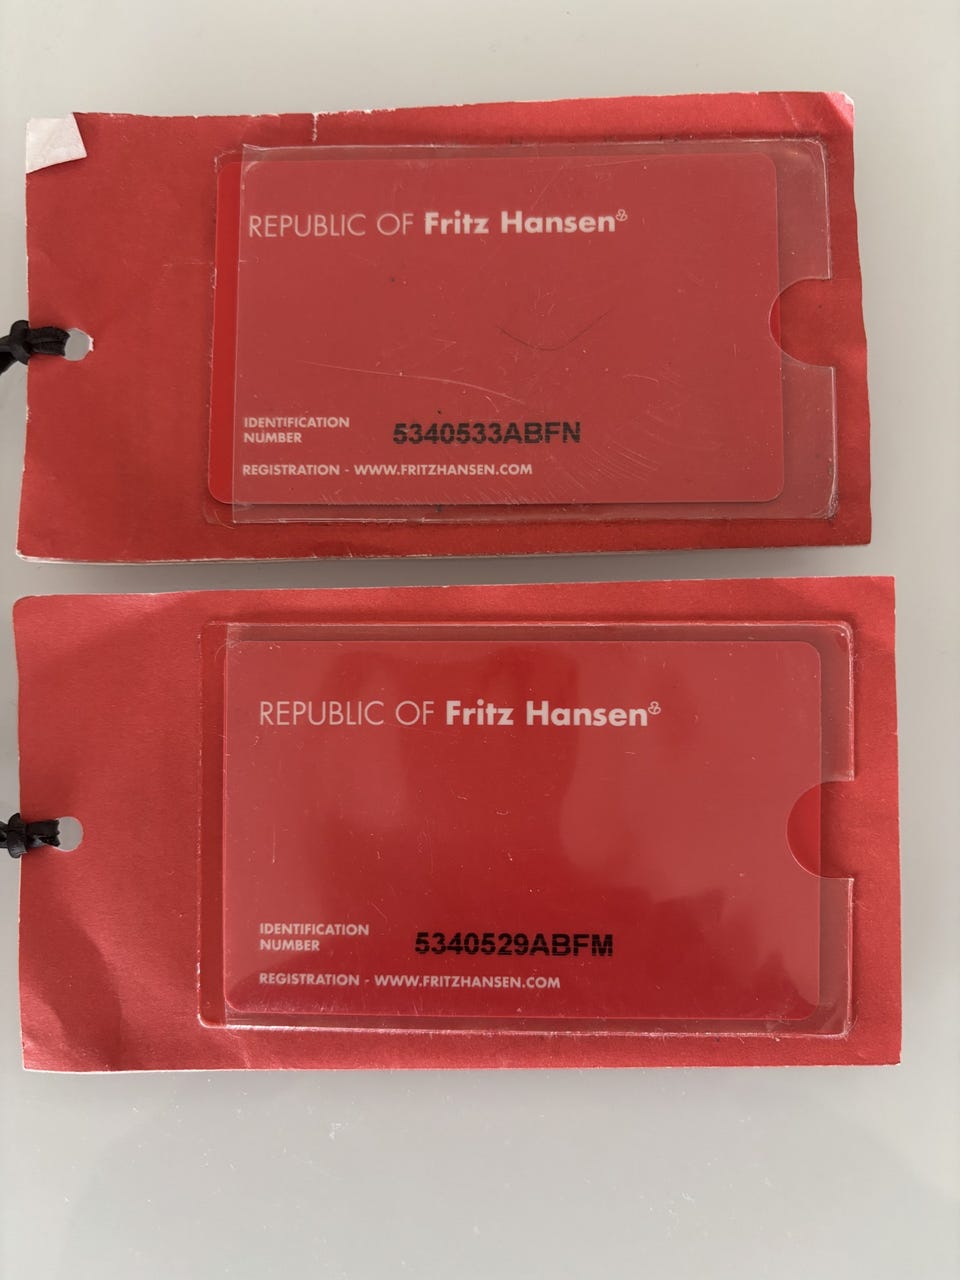 REPUBLIC OF Fritz Hansen
IDENTIFICATION
NUMBER
5340533ABFN
REGISTRATION - WWW.FRITZHANSEN.COM
REPUBLIC OF Fritz Hansen
IDENTIFICATION
NUMBER
5340529ABFM
REGISTRATION - WWW.FRITZHANSEN.COM